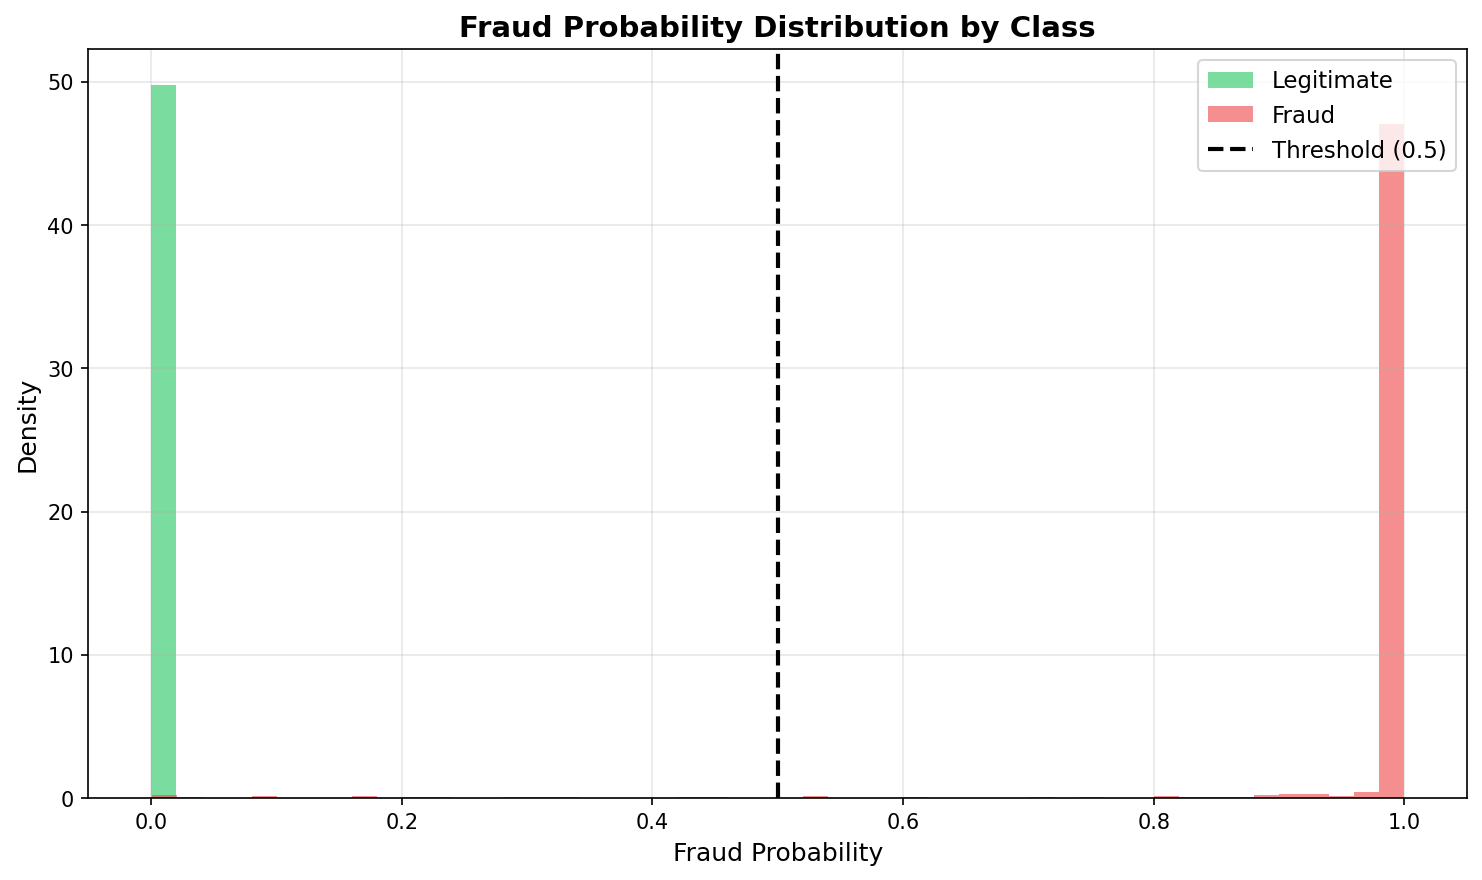 Fraud Probability Distribution by Class
Legitimate
Fraud
Threshold (0.5)
Density
50
40
30
20
10
0
0.0 0.2 0.4 0.6 0.8 1.0
Fraud Probability